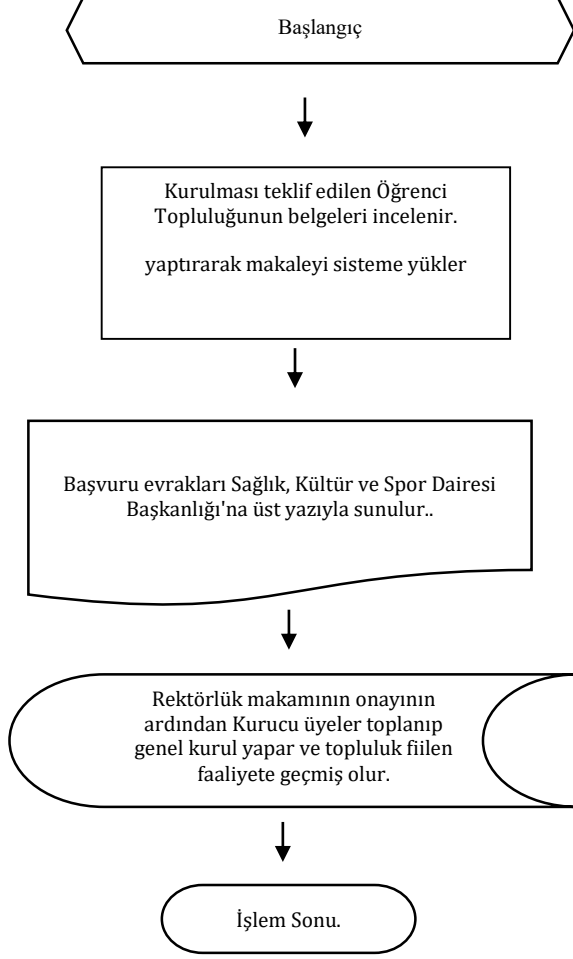 Başlangıç
Kurulması teklif edilen Öğrenci
Topluluğunun belgeleri incelenir.
yaptırarak makaleyi sisteme yükler
Başvuru evrakları Sağlık, Kültür ve Spor Dairesi
Başkanlığı'na üst yazıyla sunulur..
Rektörlük makamının onayının
ardından Kurucu üyeler toplanıp
genel kurul yapar ve topluluk fiilen
faaliyete geçmiş olur.
İşlem Sonu.